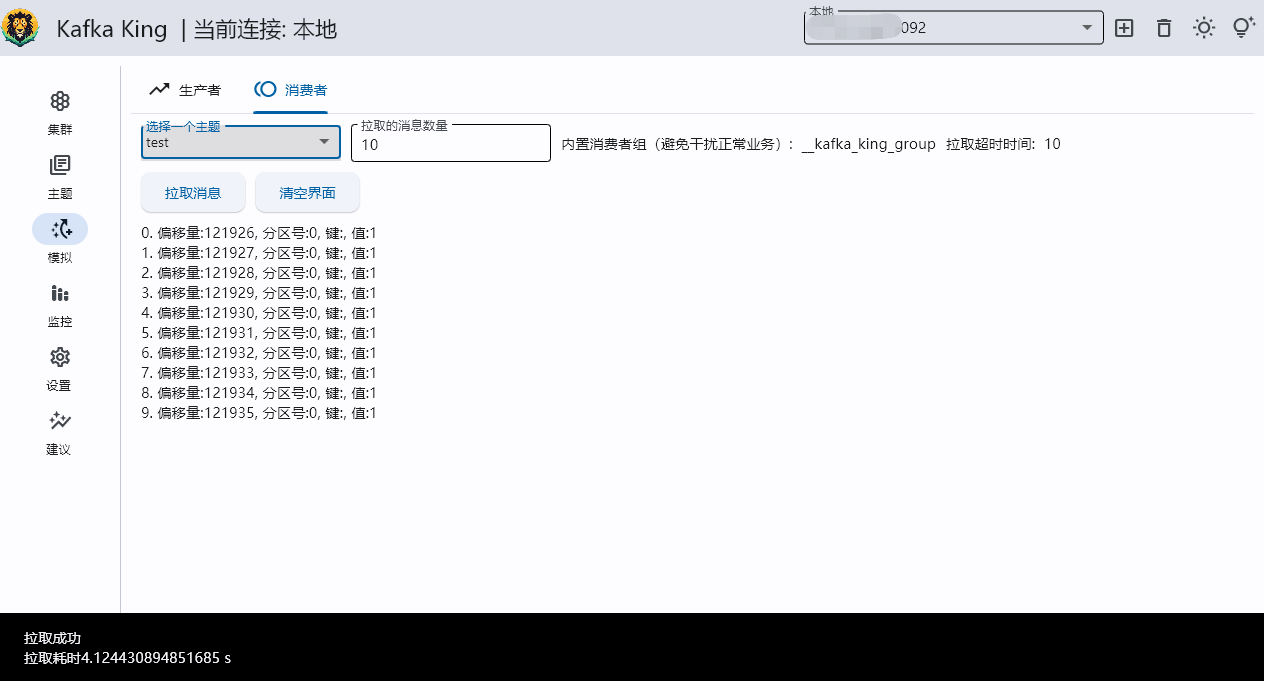 Kafka King | 当前连接: 本地
本地
092
集群
主题
模拟
监控
设置
建议
生产者
消费者
选择一个主题
test
拉取的消息数量
10
内置消费者组（避免干扰正常业务）: __kafka_king_group 拉取超时时间: 10
拉取消息
清空界面
0. 偏移量:121926, 分区号:0, 键:, 值:1
1. 偏移量:121927, 分区号:0, 键:, 值:1
2. 偏移量:121928, 分区号:0, 键:, 值:1
3. 偏移量:121929, 分区号:0, 键:, 值:1
4. 偏移量:121930, 分区号:0, 键:, 值:1
5. 偏移量:121931, 分区号:0, 键:, 值:1
6. 偏移量:121932, 分区号:0, 键:, 值:1
7. 偏移量:121933, 分区号:0, 键:, 值:1
8. 偏移量:121934, 分区号:0, 键:, 值:1
9. 偏移量:121935, 分区号:0, 键:, 值:1
拉取成功
拉取耗时4.124430894851685 s